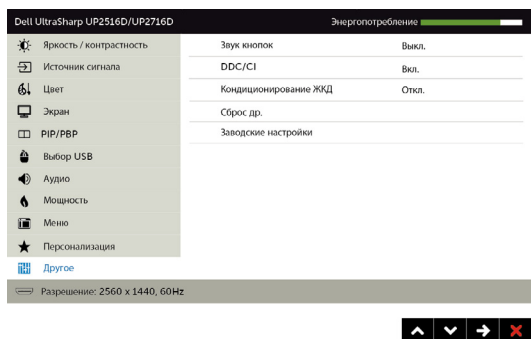 Dell UltraSharp UP2516D/UP2716D
Энергопотребление
Яркость / контрастность
Источник сигнала
Цвет
Экран
PIP/PBP
Выбор USB
Аудио
Мощность
Меню
Персонализация
Другое
Звук кнопок Выкл.
DDC/CI Вкл.
Кондиционирование ЖКД Откл.
Сброс др.
Заводские настройки
Разрешение: 2560 x 1440, 60Hz